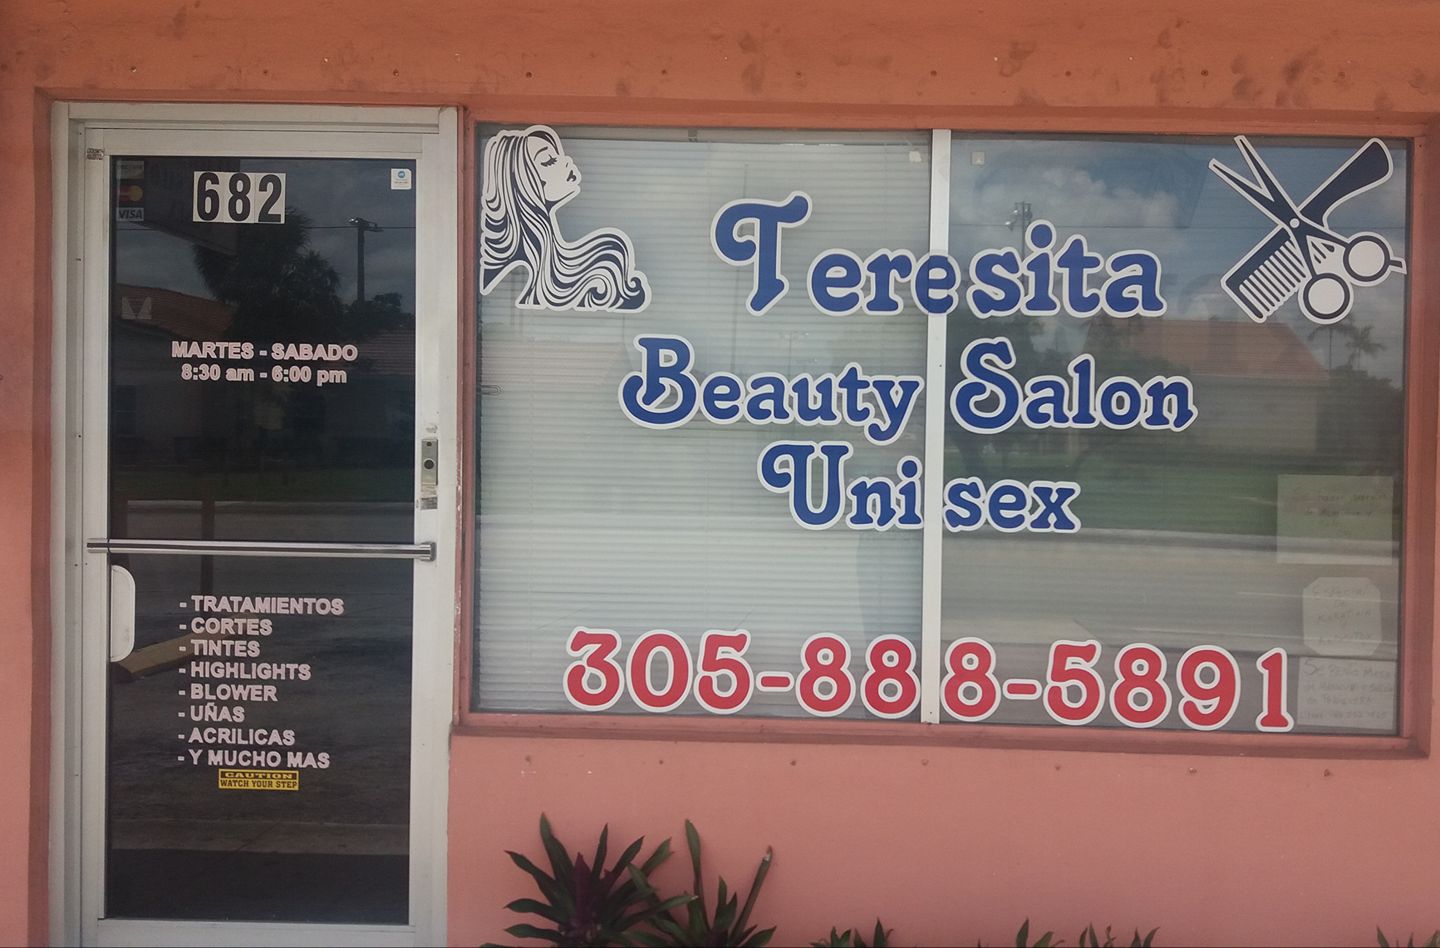 VISA
682
MARTES - SABADO
8:30 am - 6:00 pm
- TRATAMIENTOS
- CORTES
- TINTES
- HIGHLIGHTS
- BLOWER
- UÑAS
- ACRILICAS
- Y MUCHO MAS
CAUTION
WATCH YOUR STEP
Teresita
Beauty Salon
Unisex
305-888-5891